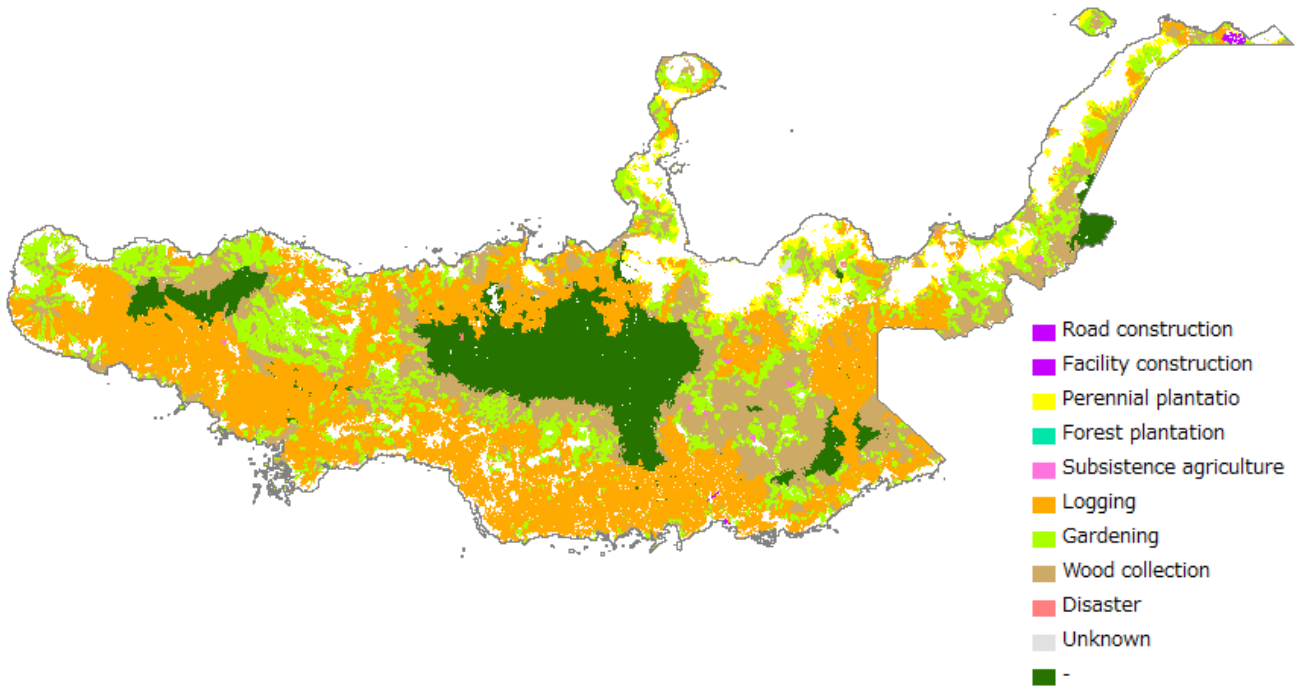 Road construction
Facility construction
Perennial plantatio
Forest plantation
Subsistence agriculture
Logging
Gardening
Wood collection
Disaster
Unknown
-